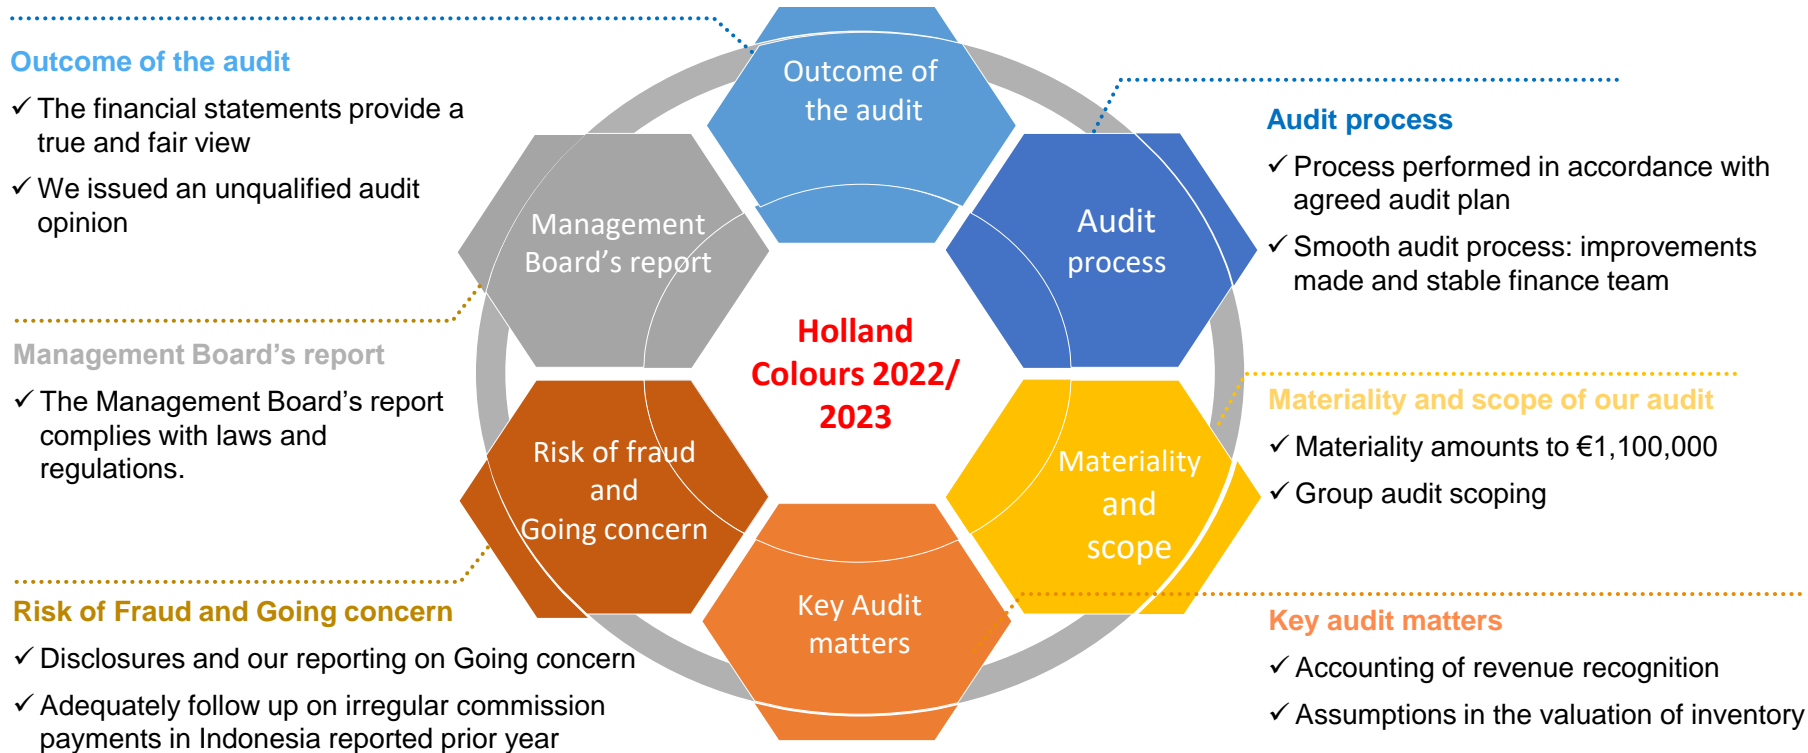 Outcome of the audit
✓ The financial statements provide a
true and fair view
✓ We issued an unqualified audit
opinion
Management Board's report
✓ The Management Board's report
complies with laws and
regulations.
Risk of Fraud and Going concern
✓ Disclosures and our reporting on Going concern
✓ Adequately follow up on irregular commission
payments in Indonesia reported prior year
Outcome of
the audit
Management
Board's report
Audit
process
Holland
Colours 2022/
2023
Risk of fraud
and
Going concern
Materiality
and
scope
Key Audit
matters
Audit process
✓ Process performed in accordance with
agreed audit plan
✓ Smooth audit process: improvements
made and stable finance team
Materiality and scope of our audit
✓ Materiality amounts to €1,100,000
✓ Group audit scoping
Key audit matters
✓ Accounting of revenue recognition
✓ Assumptions in the valuation of inventory